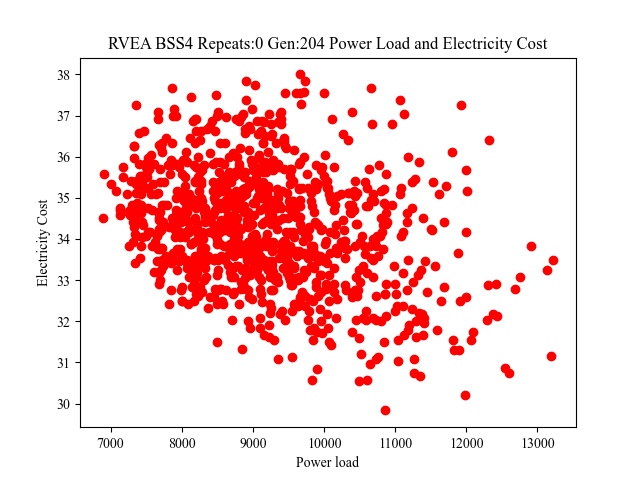 RVEA BSS4 Repeats:0 Gen:204 Power Load and Electricity Cost
38
37
36
35
34
33
32
31
30
Electricity Cost
7000 8000 9000 10000 11000 12000 13000
Power load